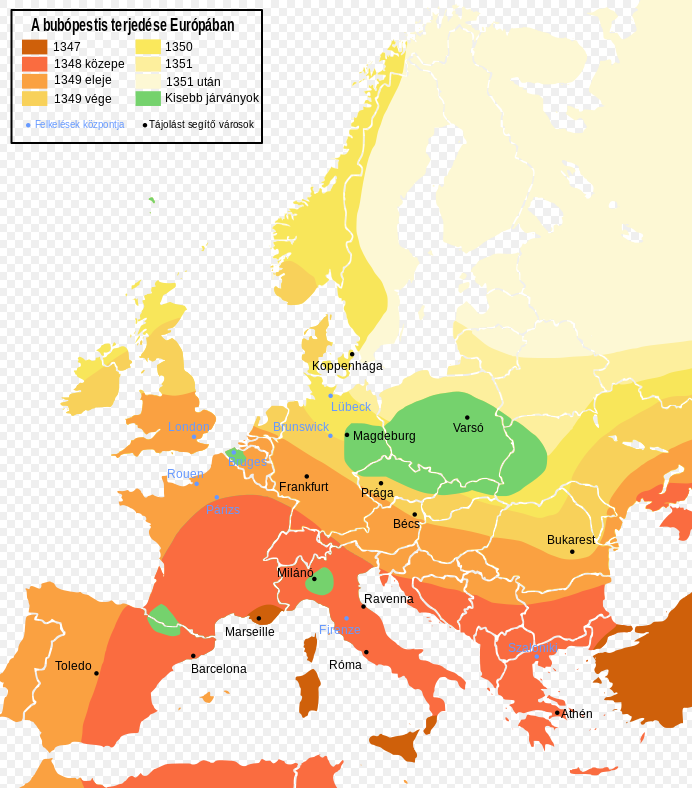 A bubópestis terjedése Európában
1347
1348 közepe
1349 eleje
1349 vége
1350
1351
1351 után
Kisebb járványok
Felkelések központja
Tájolást segítő városok
Koppenhága
Lübeck
London
Brunswick
Magdeburg
Varsó
Bruges
Rouen
Frankfurt
Prága
Bécs
Bukarest
Milánó
Ravenna
Marseille
Róma
Toledo
Barcelona
Athén